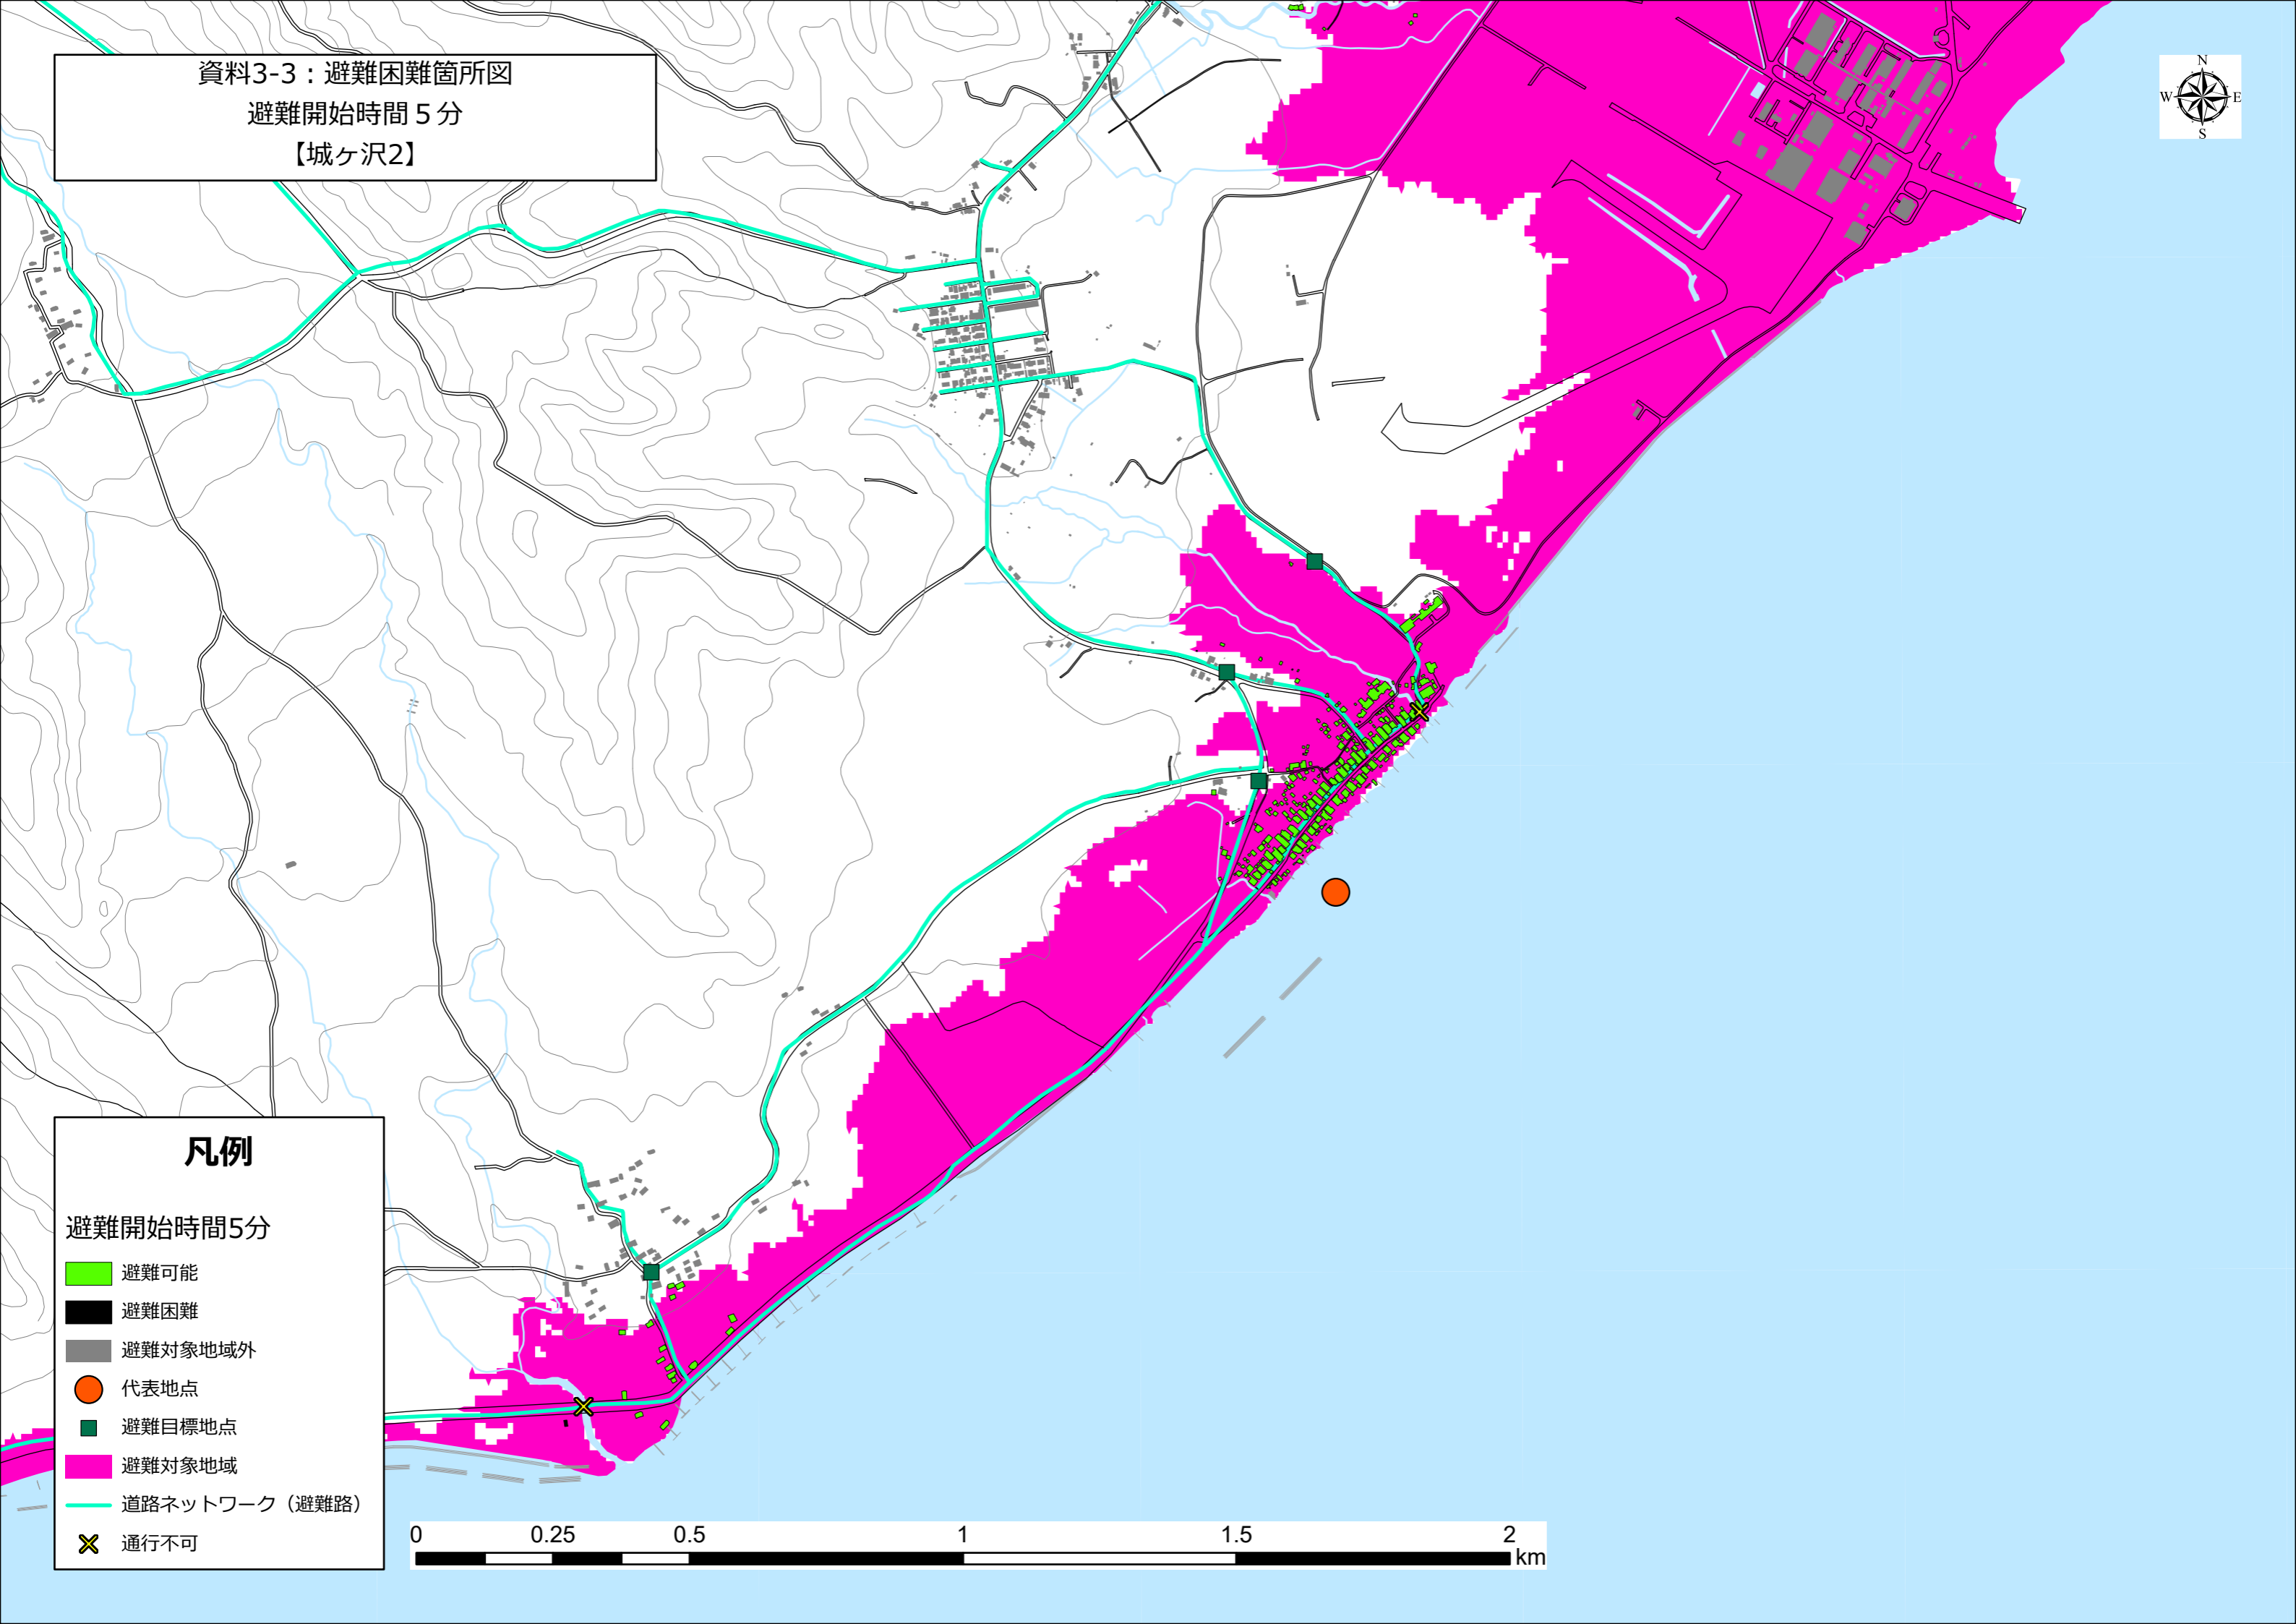 資料3-3：避難困難箇所図
避難開始時間５分
【城ヶ沢2】
N
W E
S
凡例
避難開始時間5分
避難可能
避難困難
避難対象地域外
代表地点
避難目標地点
避難対象地域
道路ネットワーク（避難路）
通行不可
0 0.25 0.5 1 1.5 2
km